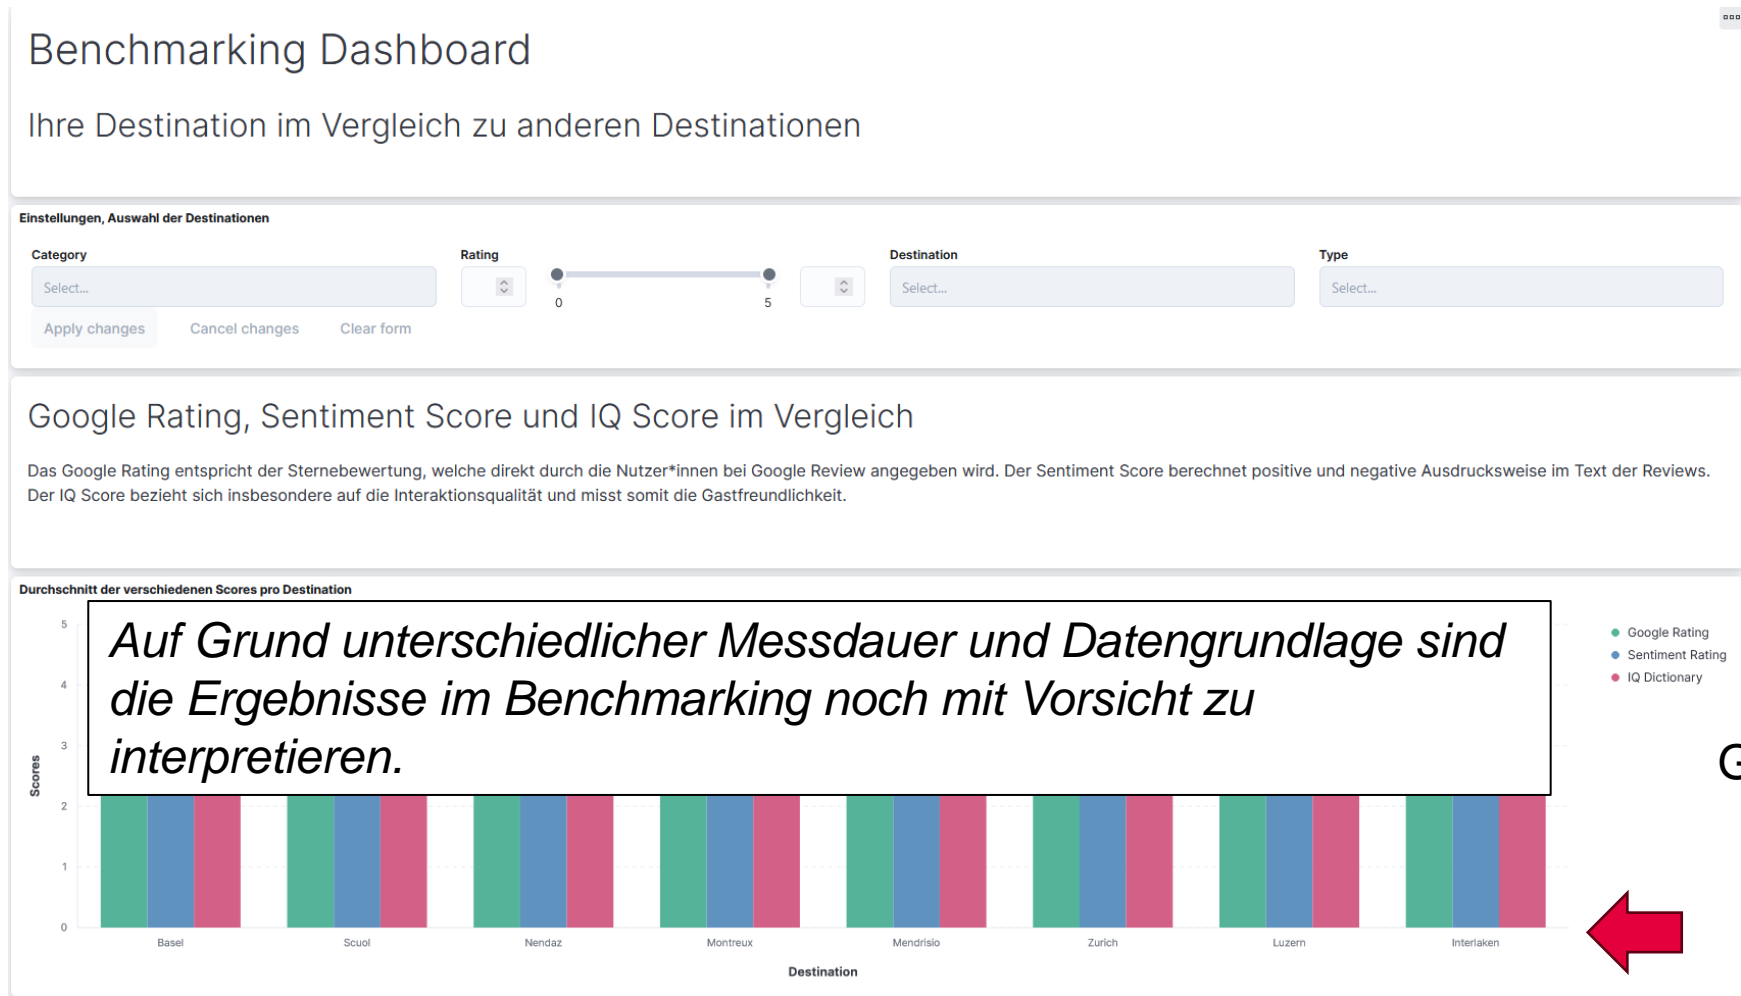 Benchmarking Dashboard
Ihre Destination im Vergleich zu anderen Destinationen
Einstellungen, Auswahl der Destinationen
Category
Rating
Destination
Type
Select...
0
5
Select...
Select...
Apply changes
Cancel changes
Clear form
Google Rating, Sentiment Score und IQ Score im Vergleich
Das Google Rating entspricht der Sternebewertung, welche direkt durch die Nutzer*innen bei Google Review angegeben wird. Der Sentiment Score berechnet positive und negative Ausdrucksweise im Text der Reviews.
Der IQ Score bezieht sich insbesondere auf die Interaktionsqualität und misst somit die Gastfreundlichkeit.
Durchschnitt der verschiedenen Scores pro Destination
Auf Grund unterschiedlicher Messdauer und Datengrundlage sind
die Ergebnisse im Benchmarking noch mit Vorsicht zu
interpretieren.
Google Rating
Sentiment Rating
IQ Dictionary
G
Scores
5
4
3
2
1
0
Basel
Scuol
Nendaz
Montreux
Mendrisio
Zurich
Luzern
Interlaken
Destination